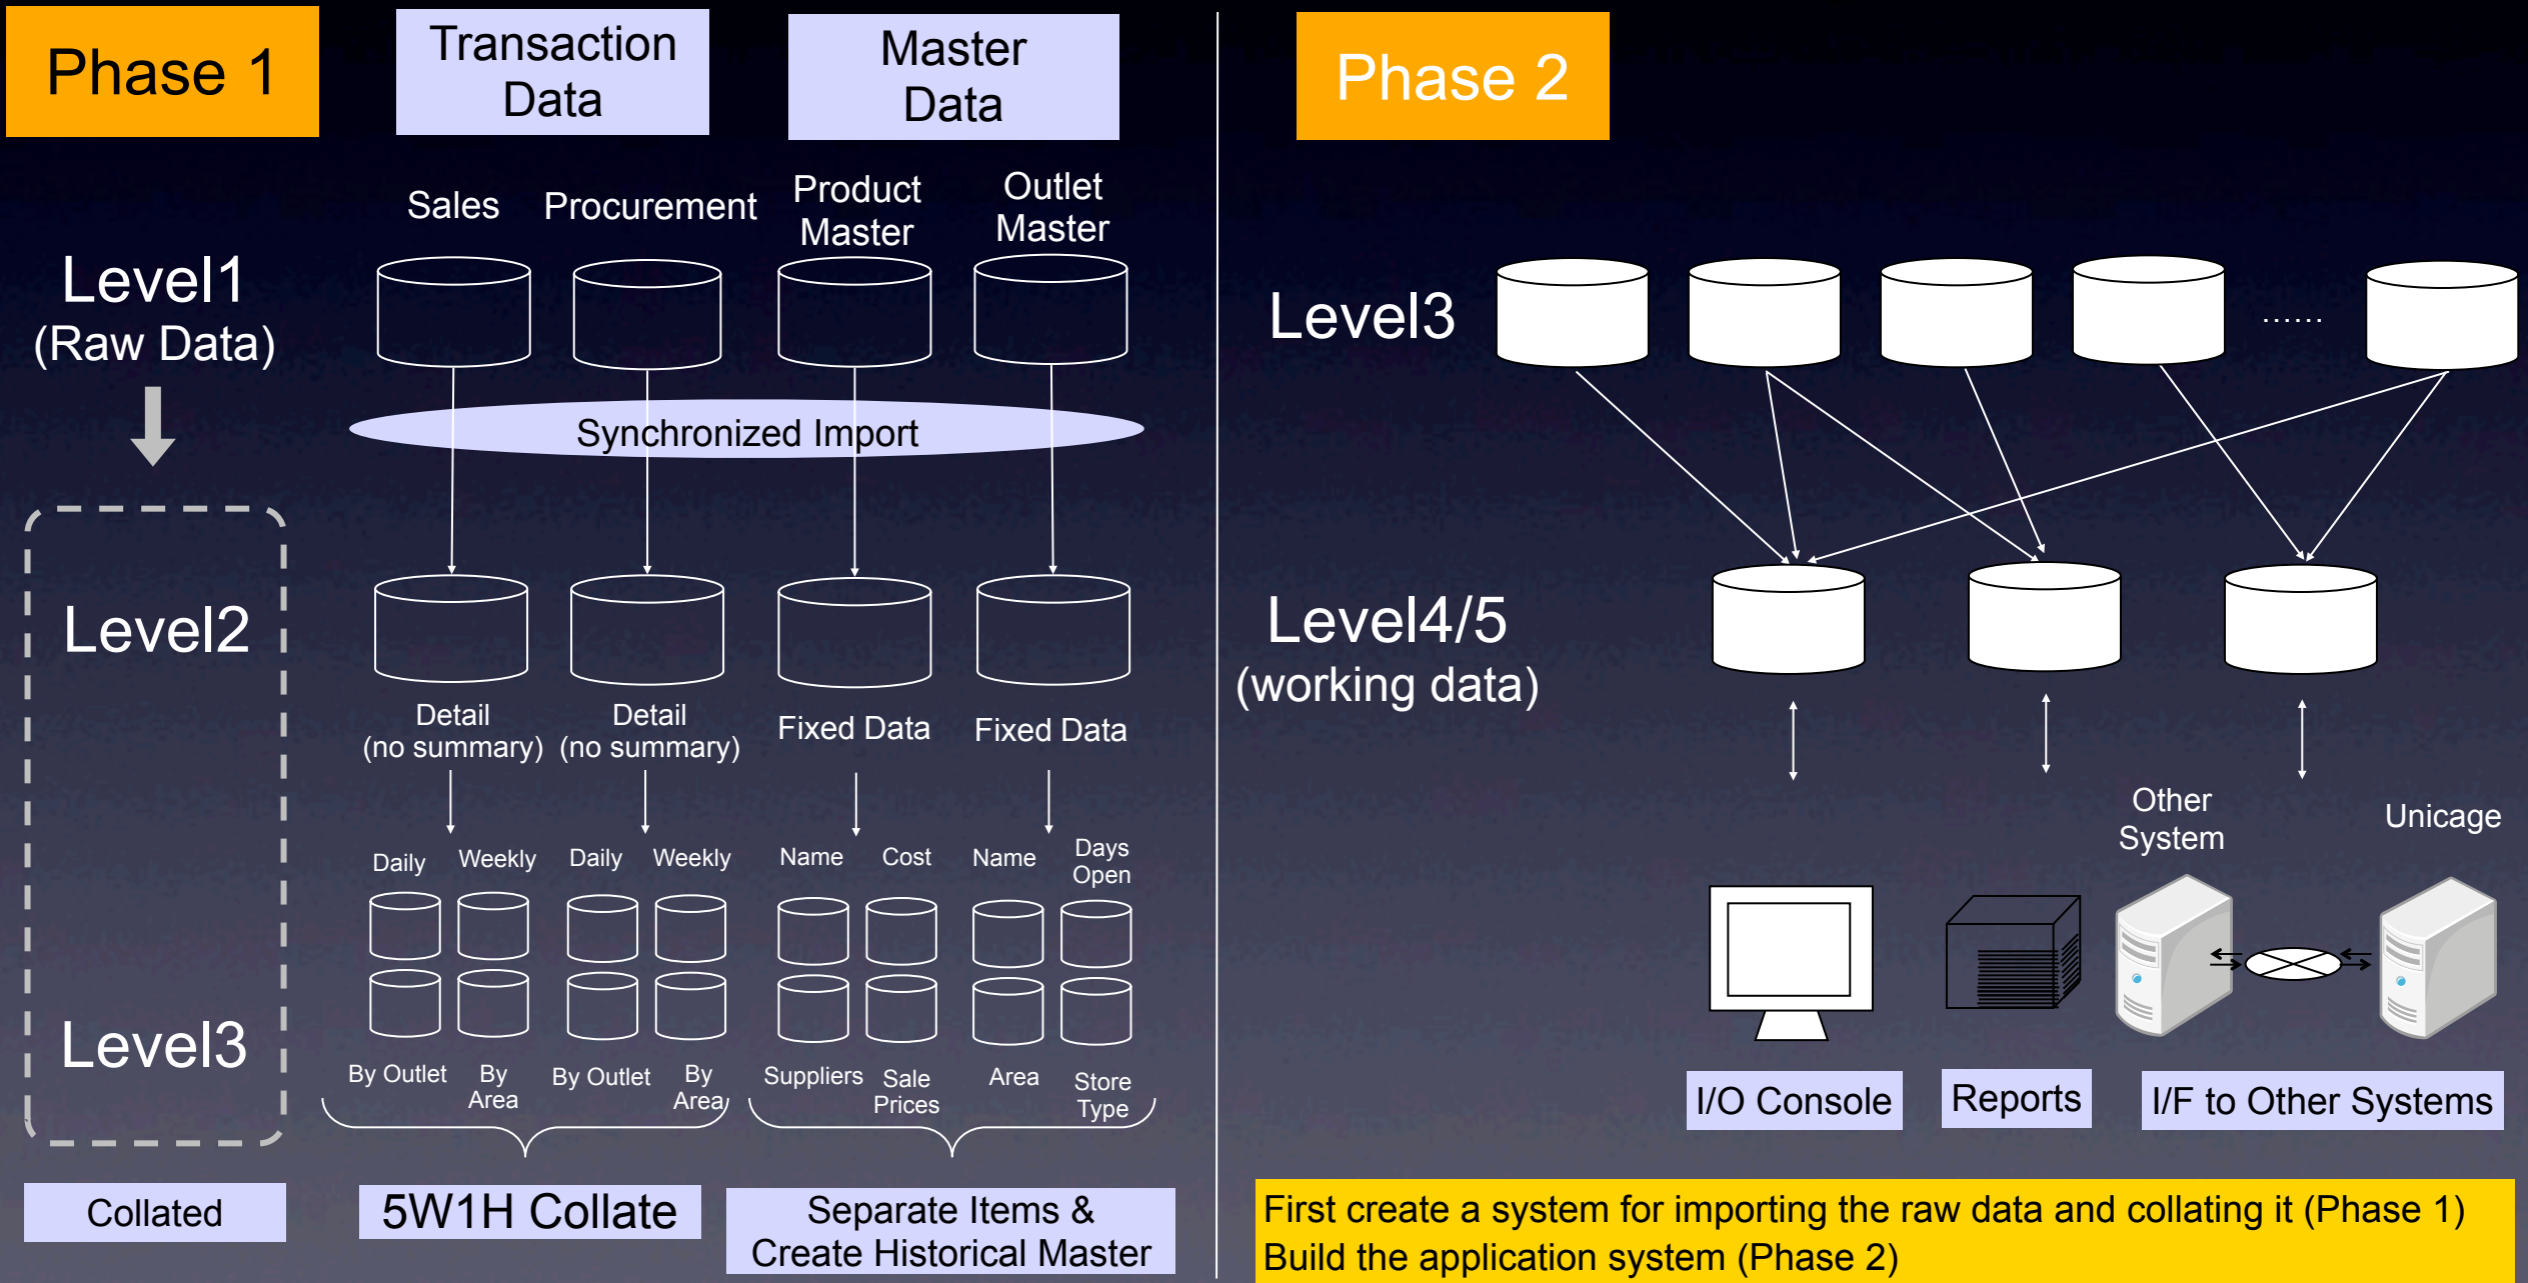 Phase 1
Transaction
Data
Master
Data
Sales
Procurement
Product
Master
Outlet
Master
Level1
(Raw Data)
Synchronized Import
Level2
Detail
(no summary)
Detail
(no summary)
Fixed Data
Fixed Data
Daily
Weekly
Daily
Weekly
Name
Cost
Name
Days
Open
Level3
By Outlet
By
Area
By Outlet
By
Area
Suppliers
Sale
Prices
Area
Store
Type
Collated
5W1H Collate
Separate Items &
Create Historical Master
Phase 2
Level3
......
Level4/5
(working data)
Other
System
Unicage
I/O Console
Reports
I/F to Other Systems
First create a system for importing the raw data and collating it (Phase 1)
Build the application system (Phase 2)